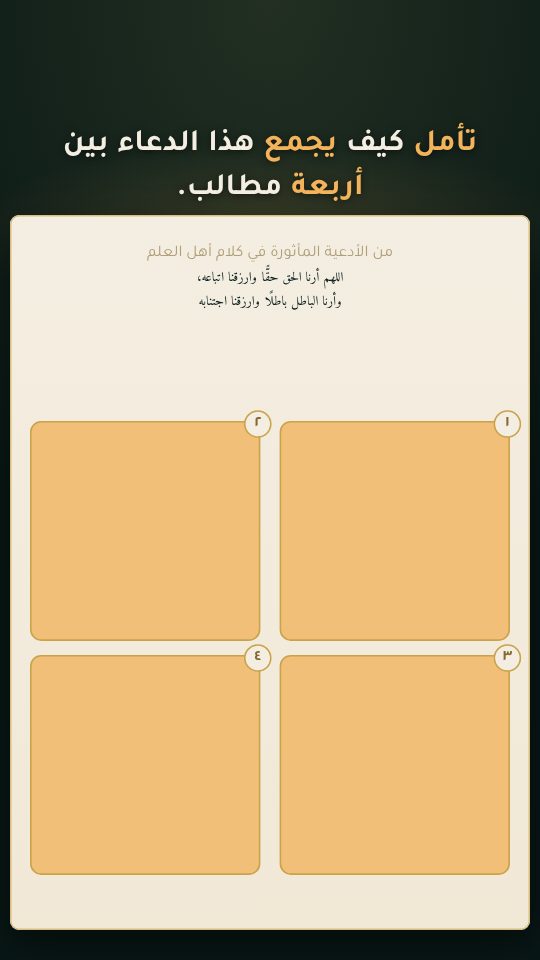 تأمل كيف يجمع هذا الدعاء بين
أربعة مطالب.
من الأدعية المأثورة في كلام أهل العلم
اللهم أرنا الحق حقًّا وارزقنا اتباعه،
وأرنا الباطل باطلًا وارزقنا اجتنابه
١
٢
٣
٤